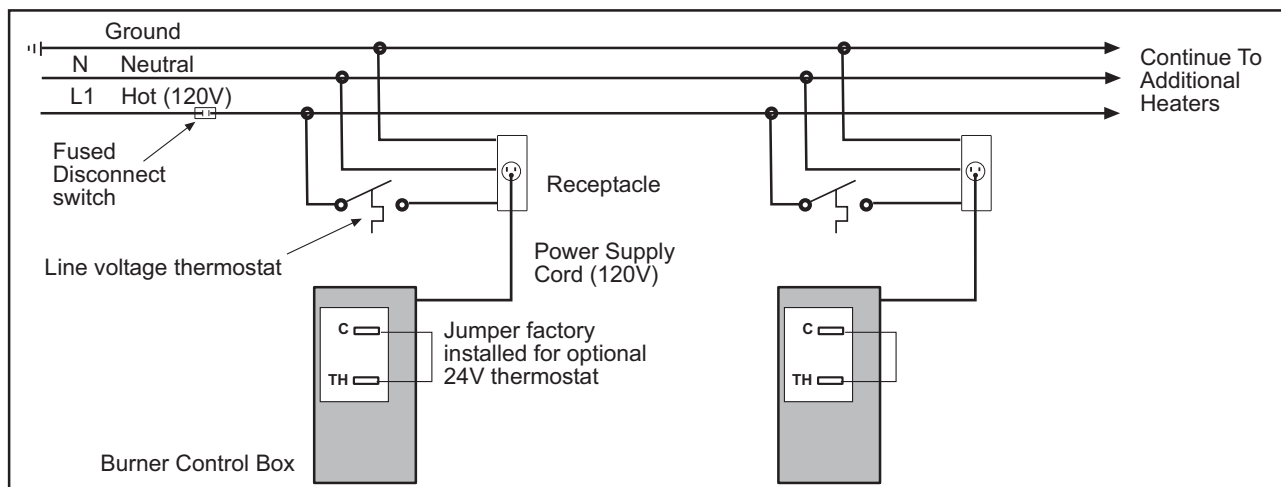 Ground
N Neutral
L1 Hot (120V)
Continue To
Additional
Heaters
Fused
Disconnect
switch
Receptacle
Line voltage thermostat
Power Supply
Cord (120V)
C
TH
Jumper factory
installed for optional
24V thermostat
C
TH
Burner Control Box